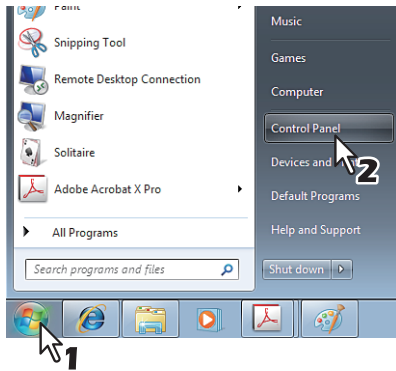 Paint
Snipping Tool
Remote Desktop Connection
Magnifier
Solitaire
Adobe Acrobat X Pro
All Programs
Search programs and files
Music
Games
Computer
Control Panel
Devices and
Default Programs
Help and Support
Shut down
2
1